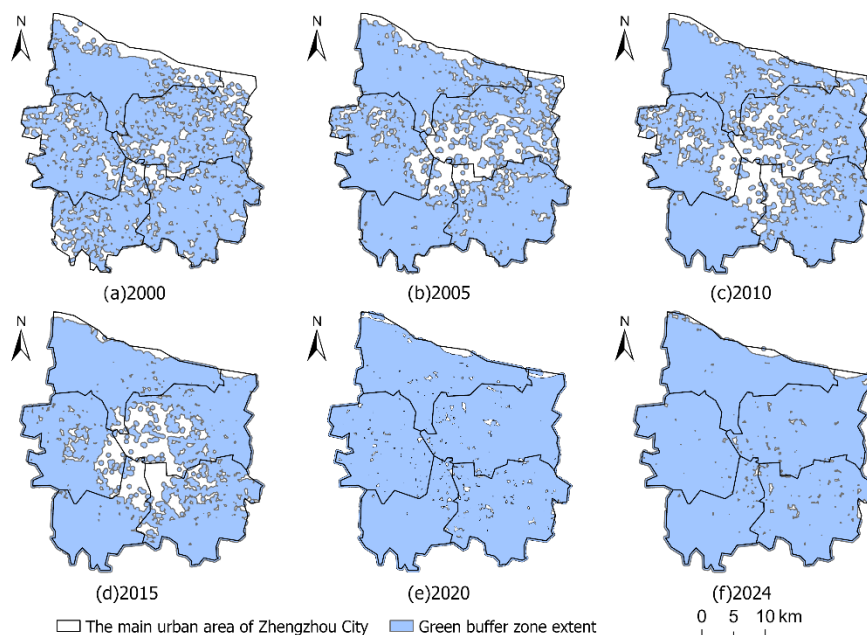 N
N
N
(a)2000
(b)2005
(c)2010
N
N
N
(d)2015
(e)2020
(f)2024
The main urban area of Zhengzhou City
Green buffer zone extent
0 5 10 km